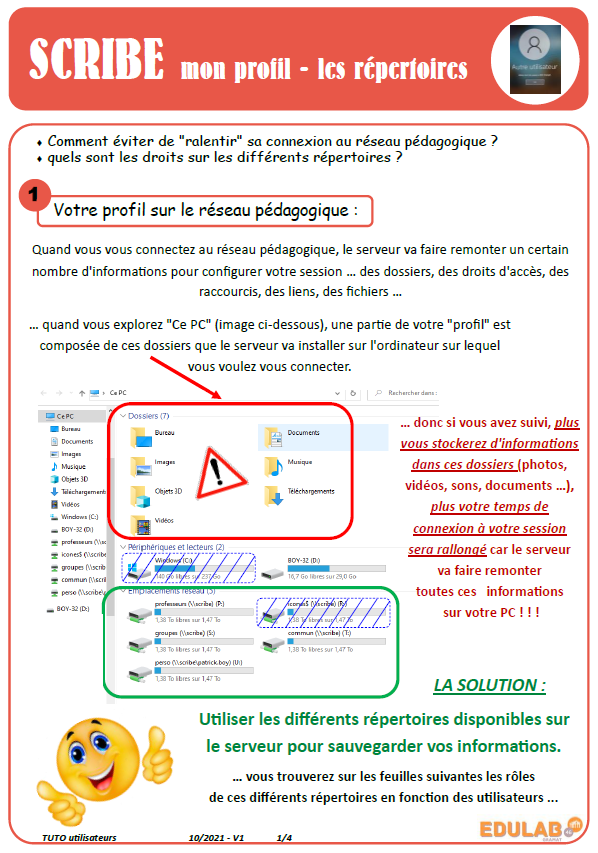 SCRIBE mon profil - les répertoires
Autre utilisateur
♦ Comment éviter de "ralentir" sa connexion au réseau pédagogique ?
♦ quels sont les droits sur les différents répertoires ?
1
Votre profil sur le réseau pédagogique :
Quand vous vous connectez au réseau pédagogique, le serveur va faire remonter un certain
nombre d'informations pour configurer votre session ... des dossiers, des droits d'accès, des
raccourcis, des liens, des fichiers ...
... quand vous explorez "Ce PC" (image ci-dessous), une partie de votre "profil" est
composée de ces dossiers que le serveur va installer sur l'ordinateur sur lequel
vous voulez vous connecter.
Ce PC
Rechercher dans :
Ce PC
Bureau
Documents
Images
Musique
Objets 3D
Téléchargements
Vidéos
Windows (C:)
BOY-32 (D:)
professeurs (\\scribe
icones$ (\\scribe
groupes (\\scribe
commun (\\scribe
perso (\\scribe
BOY-32 (D:)
Dossiers (7)
Bureau
Documents
Images
Musique
Objets 3D
Téléchargements
Vidéos
Périphériques et lecteurs (2)
Windows (C:)
140 Go libres sur 237 Go
BOY-32 (D:)
16,7 Go libres sur 29,0 Go
Emplacements réseau (5)
professeurs (\\scribe) (P:)
1,38 To libres sur 1,47 To
icones$ (\\scribe) (R:)
1,38 To libres sur 1,47 To
groupes (\\scribe) (S:)
1,38 To libres sur 1,47 To
commun (\\scribe) (T:)
1,38 To libres sur 1,47 To
perso (\\scribe\patrick.boy) (U:)
1,38 To libres sur 1,47 To
... donc si vous avez suivi, plus
vous stockerez d'informations
dans ces dossiers (photos,
vidéos, sons, documents ...),
plus votre temps de
connexion à votre session
sera rallongé car le serveur
va faire remonter
toutes ces informations
sur votre PC ! ! !
LA SOLUTION :
Utiliser les différents répertoires disponibles sur
le serveur pour sauvegarder vos informations.
... vous trouverez sur les feuilles suivantes les rôles
de ces différents répertoires en fonction des utilisateurs ...
TUTO utilisateurs 10/2021 - V1 1/4
EDULAB